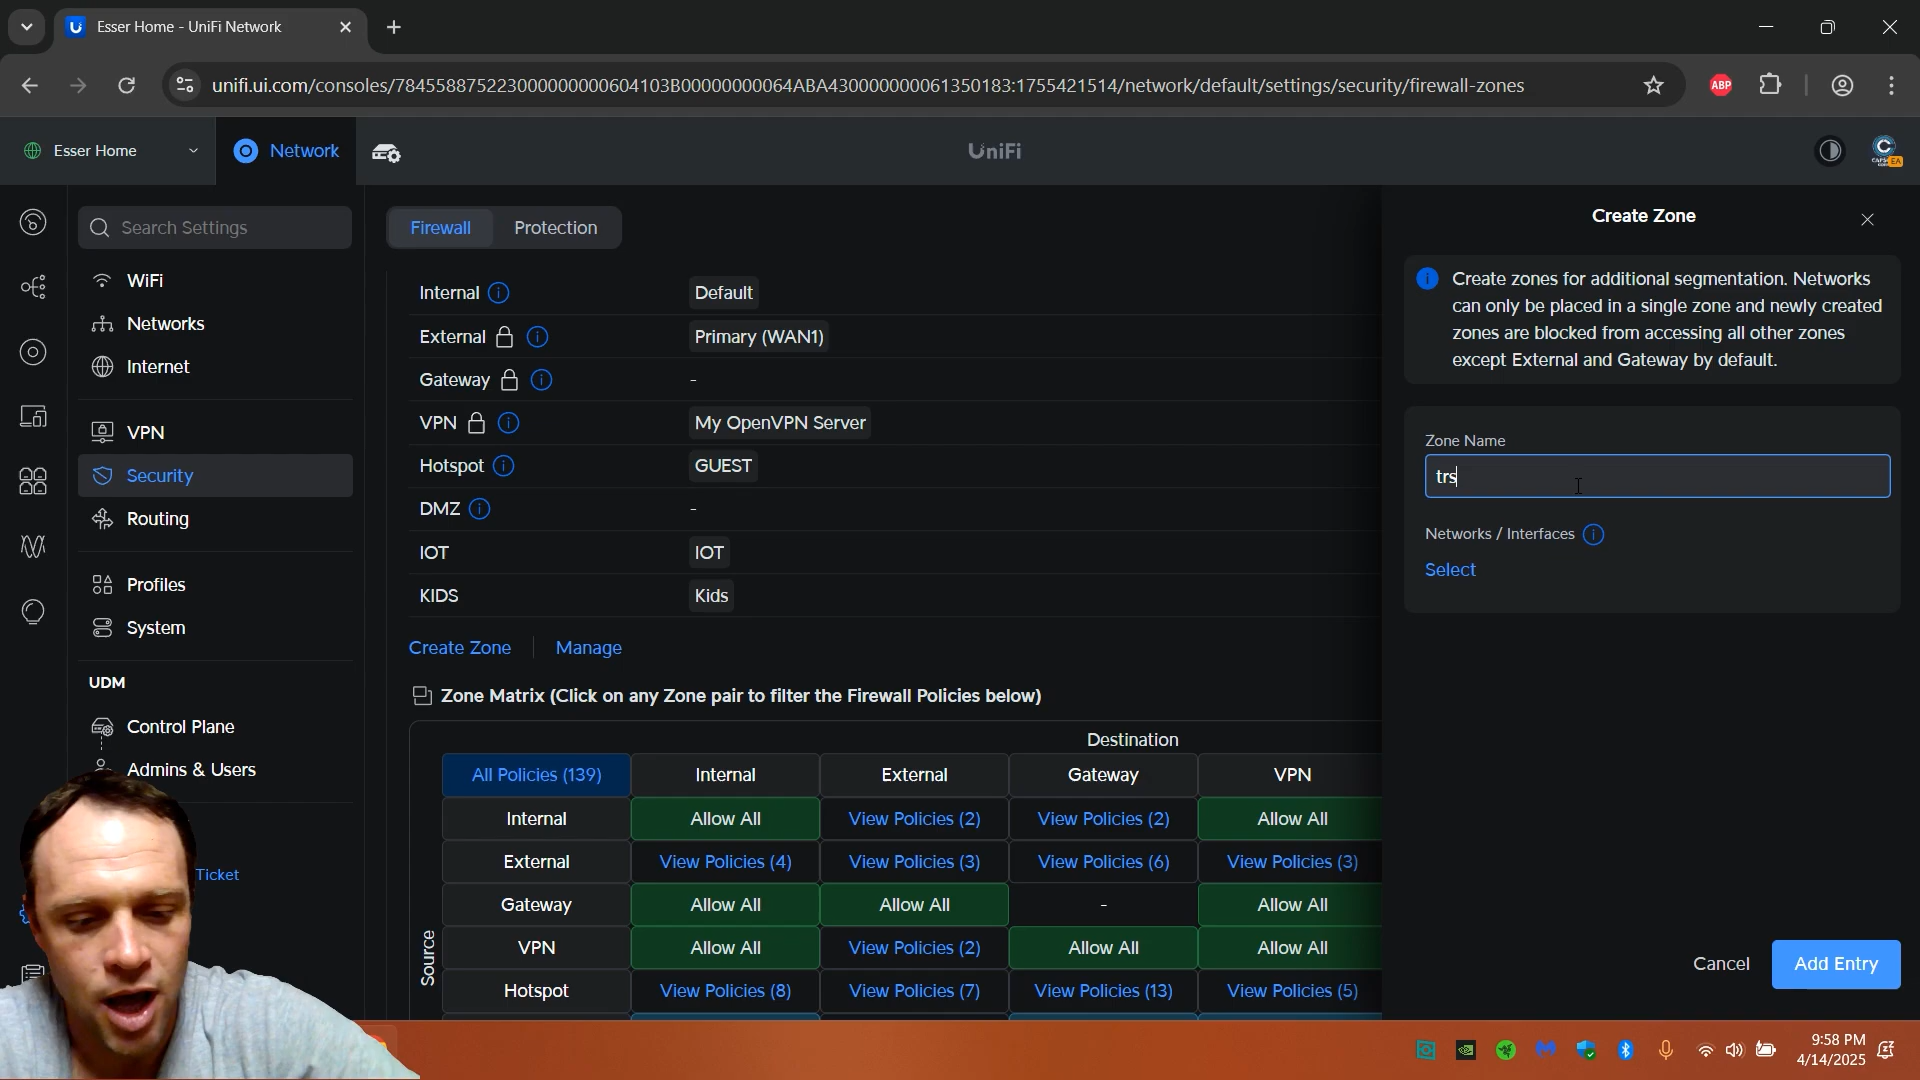 Esser Home - UniFi Network
unifi.ui.com/consoles/784558875223000000000604103B00000000064ABA430000000061350183:1755421514/network/default/settings/security/firewall-zones
ABP
Esser Home
Network
UniFi
EA
Search Settings
WiFi
Networks
Internet
VPN
Security
Routing
Profiles
System
UDM
Control Plane
Admins & Users
Ticket
Firewall
Protection
Internal
Default
External
Primary (WAN1)
Gateway
-
VPN
My OpenVPN Server
Hotspot
GUEST
DMZ
-
IOT
IOT
KIDS
Kids
Create Zone
Manage
Zone Matrix (Click on any Zone pair to filter the Firewall Policies below)
Destination
Source
All Policies (139) Internal External Gateway VPN
Internal Allow All View Policies (2) View Policies (2) Allow All
External View Policies (4) View Policies (3) View Policies (6) View Policies (3)
Gateway Allow All Allow All - Allow All
VPN Allow All View Policies (2) Allow All Allow All
Hotspot View Policies (8) View Policies (7) View Policies (13) View Policies (5)
Create Zone
Create zones for additional segmentation. Networks
can only be placed in a single zone and newly created
zones are blocked from accessing all other zones
except External and Gateway by default.
Zone Name
trs
Networks / Interfaces
Select
Cancel
Add Entry
9:58 PM
4/14/2025